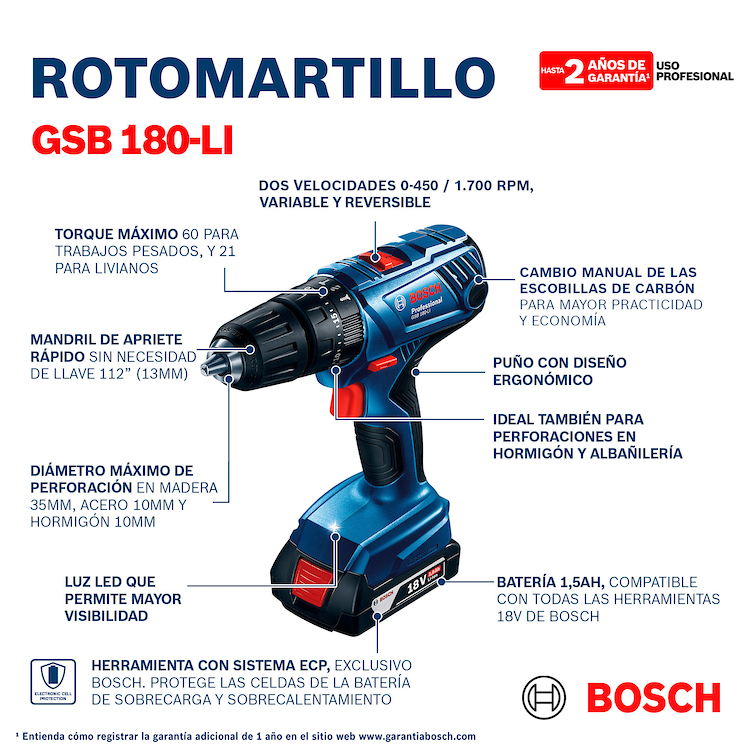 ROTOMARTILLO
GSB 180-LI
HASTA 2 AÑOS DE GARANTÍA¹
USO PROFESIONAL
DOS VELOCIDADES 0-450 / 1.700 RPM,
VARIABLE Y REVERSIBLE
TORQUE MÁXIMO 60 PARA
TRABAJOS PESADOS, Y 21
PARA LIVIANOS
CAMBIO MANUAL DE LAS
ESCOBILLAS DE CARBÓN
PARA MAYOR PRACTICIDAD
Y ECONOMÍA
BOSCH
Professional
GSB 180-LI
MANDRIL DE APRIETE
RÁPIDO SIN NECESIDAD
DE LLAVE 112” (13MM)
PUÑO CON DISEÑO
ERGONÓMICO
IDEAL TAMBIÉN PARA
PERFORACIONES EN
HORMIGÓN Y ALBAÑILERÍA
DIÁMETRO MÁXIMO DE
PERFORACIÓN EN MADERA
35MM, ACERO 10MM Y
HORMIGÓN 10MM
LUZ LED QUE
PERMITE MAYOR
VISIBILIDAD
BOSCH
18V
BATERÍA 1,5AH, COMPATIBLE
CON TODAS LAS HERRAMIENTAS
18V DE BOSCH
ELECTRONIC CELL
PROTECTION
HERRAMIENTA CON SISTEMA ECP, EXCLUSIVO
BOSCH. PROTEGE LAS CELDAS DE LA BATERÍA
DE SOBRECARGA Y SOBRECALENTAMIENTO
BOSCH
¹ Entienda cómo registrar la garantía adicional de 1 año en el sitio web www.garantiabosch.com